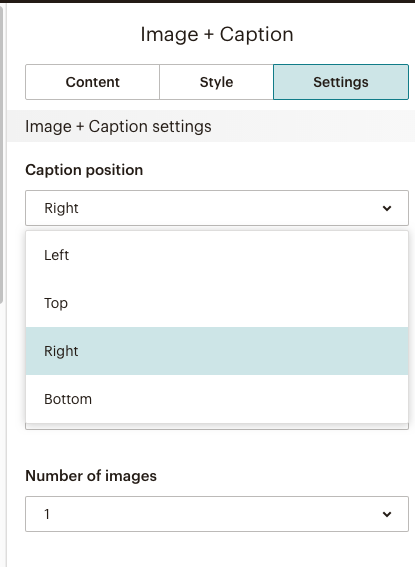 Image + Caption
Content Style Settings
Image + Caption settings
Caption position
Right
Left
Top
Right
Bottom
Number of images
1